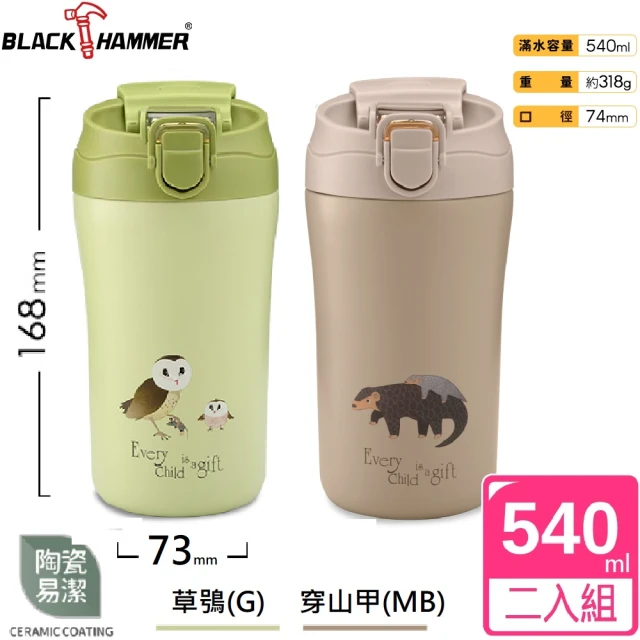 BLACK HAMMER
滿水容量 540ml
重量 約318g
口徑 74mm
168mm
Every
child is a gift
Every
child is a gift
73mm
陶瓷
易潔
CERAMIC COATING
草鴞(G)
穿山甲(MB)
540ml
二入組